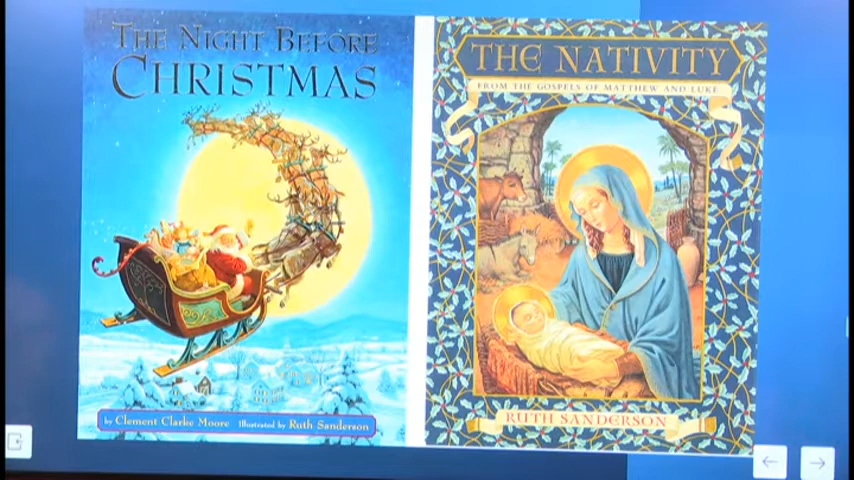 THE NIGHT BEFORE
CHRISTMAS
by Clement Clarke Moore Illustrated by Ruth Sanderson
THE NATIVITY
FROM THE GOSPELS OF MATTHEW AND LUKE
RUTH SANDERSON